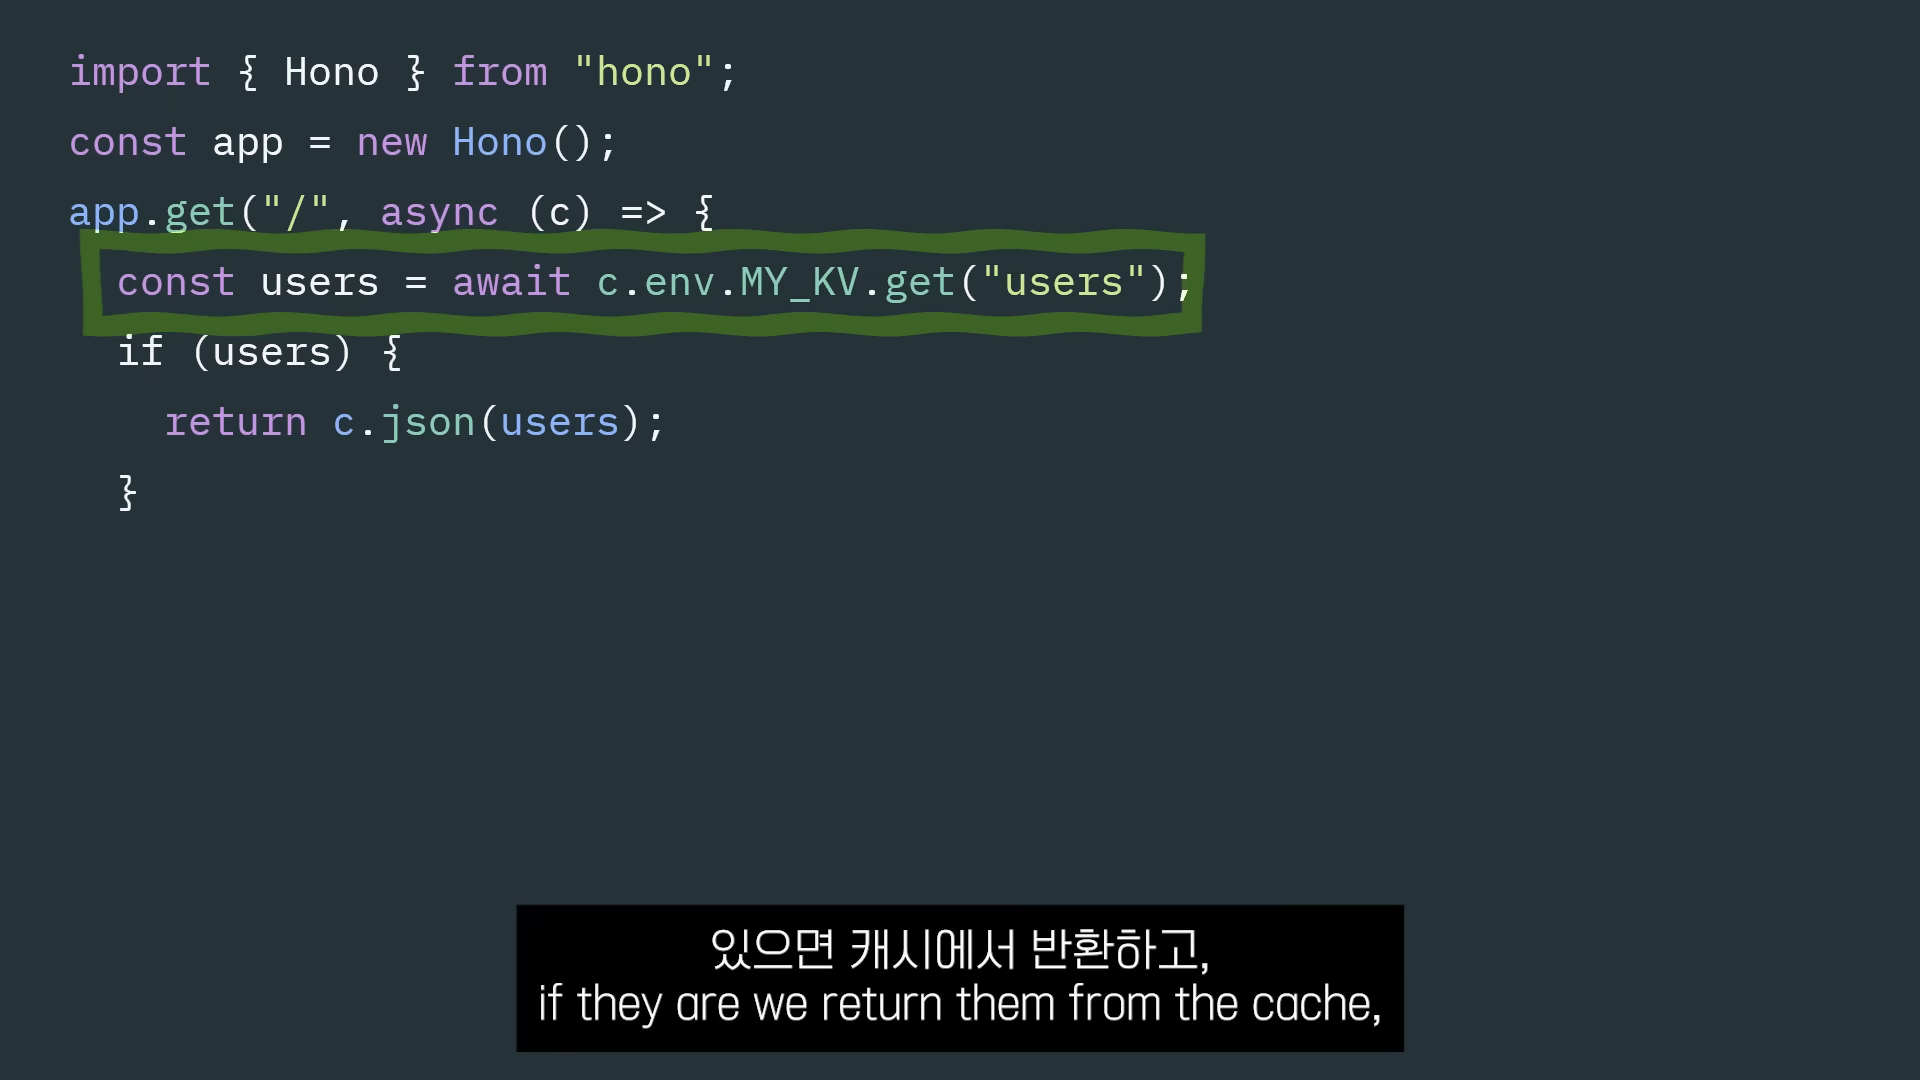 import { Hono } from "hono";
const app = new Hono();
app.get("/", async (c) => {
  const users = await c.env.MY_KV.get("users");
  if (users) {
    return c.json(users);
  }
있으면 캐시에서 반환하고,
if they are we return them from the cache,